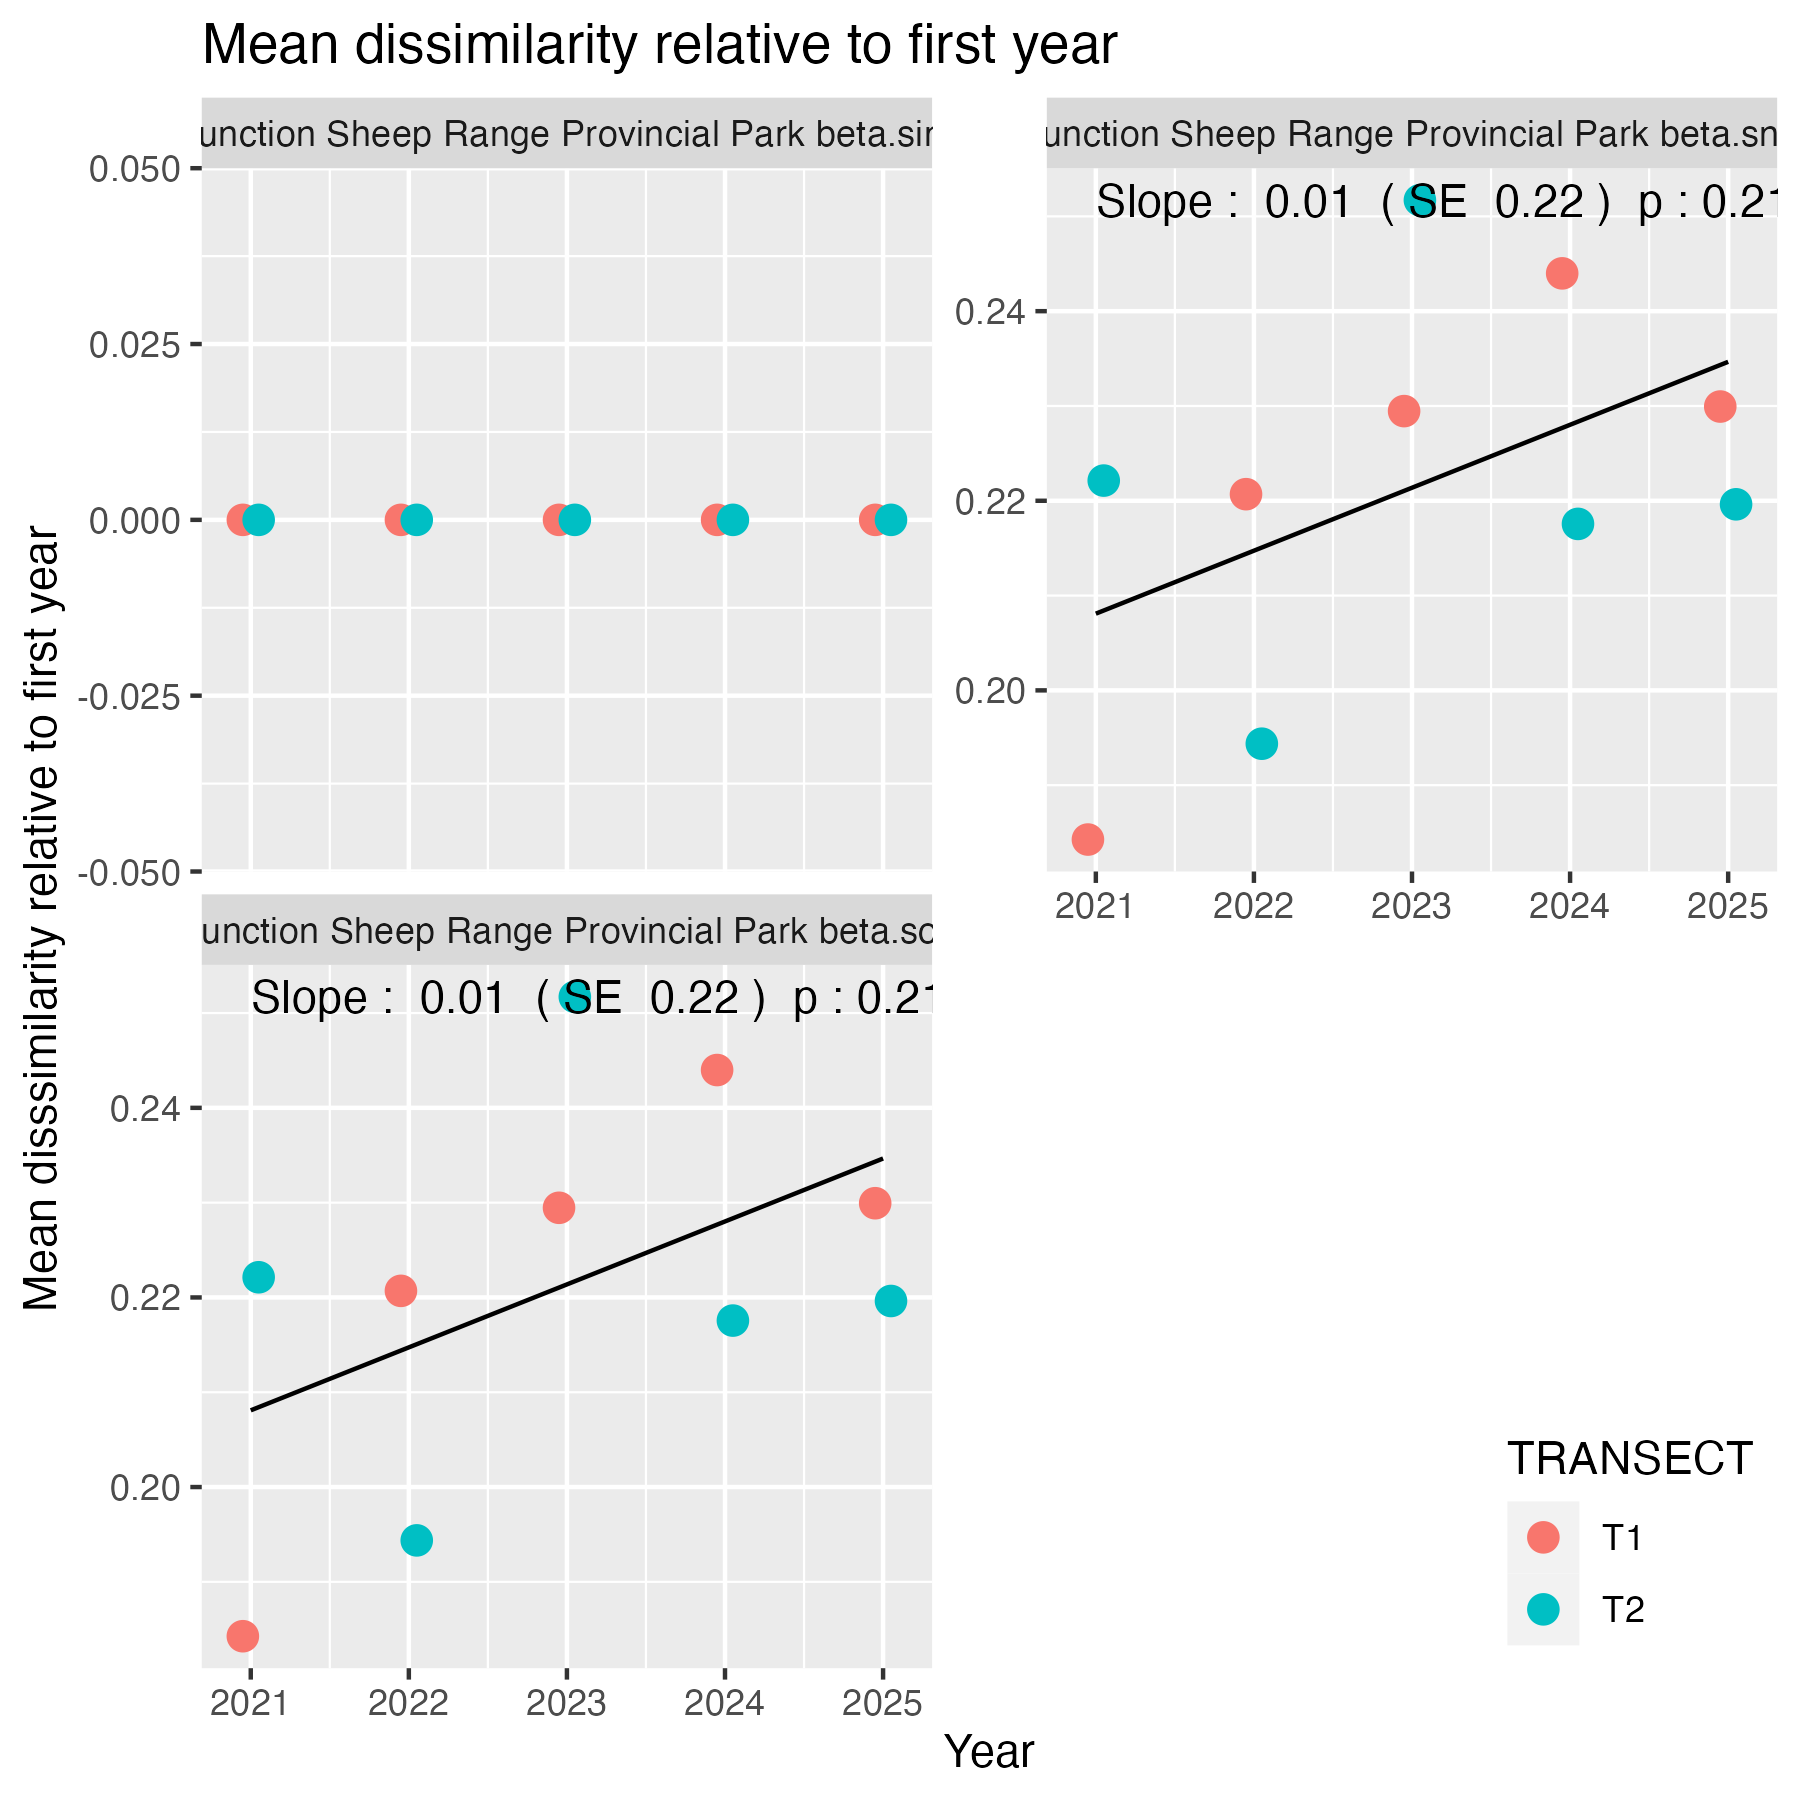 Mean dissimilarity relative to first year
unction Sheep Range Provincial Park beta.sin
unction Sheep Range Provincial Park beta.sn
0.050
0.025
0.000
-0.025
-0.050
Slope : 0.01 ( SE 0.22 ) p : 0.21
0.24
0.22
0.20
2021 2022 2023 2024 2025
unction Sheep Range Provincial Park beta.so
Slope : 0.01 ( SE 0.22 ) p : 0.21
0.24
0.22
0.20
2021 2022 2023 2024 2025
Mean disssimilarity relative to first year
Year
TRANSECT
T1
T2